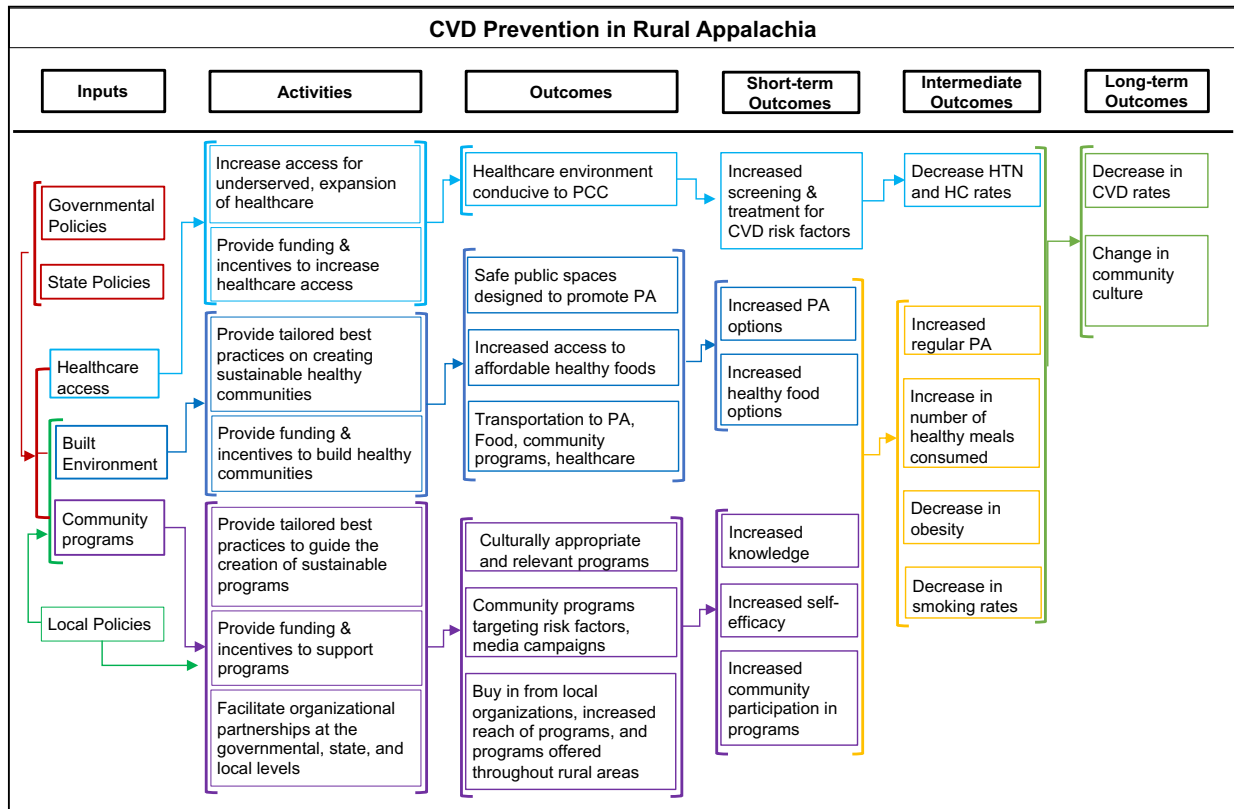 CVD Prevention in Rural Appalachia
Inputs
Activities
Outcomes
Short-term
Outcomes
Intermediate
Outcomes
Long-term
Outcomes
Governmental
Policies
State Policies
Healthcare
access
Built
Environment
Community
programs
Local Policies
Increase access for
underserved, expansion
of healthcare
Provide funding &
incentives to increase
healthcare access
Provide tailored best
practices on creating
sustainable healthy
communities
Provide funding &
incentives to build healthy
communities
Provide tailored best
practices to guide the
creation of sustainable
programs
Provide funding &
incentives to support
programs
Facilitate organizational
partnerships at the
governmental, state, and
local levels
Healthcare environment
conducive to PCC
Safe public spaces
designed to promote PA
Increased access to
affordable healthy foods
Transportation to PA,
Food, community
programs, healthcare
Culturally appropriate
and relevant programs
Community programs
targeting risk factors,
media campaigns
Buy in from local
organizations, increased
reach of programs, and
programs offered
throughout rural areas
Increased
screening &
treatment for
CVD risk factors
Increased PA
options
Increased
healthy food
options
Increased
knowledge
Increased self-
efficacy
Increased
community
participation in
programs
Decrease HTN
and HC rates
Increased
regular PA
Increase in
number of
healthy meals
consumed
Decrease in
obesity
Decrease in
smoking rates
Decrease in
CVD rates
Change in
community
culture